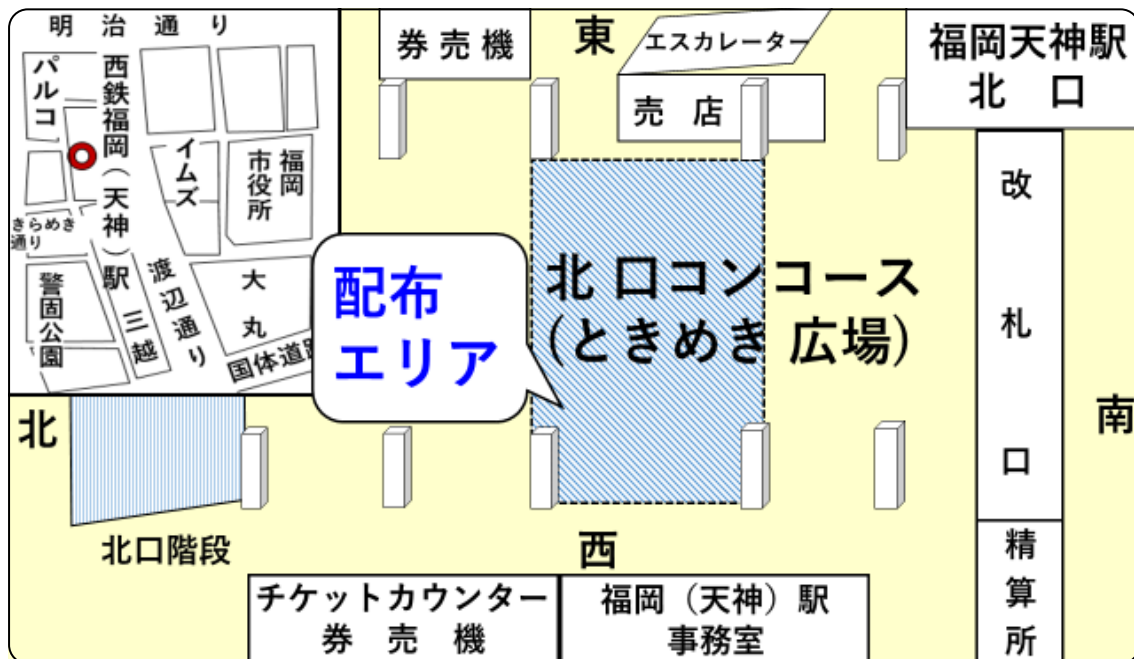 明 治 通 り
パルコ
西鉄福岡（天神）駅
イムズ
福岡
市役所
きらめき
通り
警固公園
渡辺通り
三越
大丸
国体道路
券 売 機
東
エスカレーター
売 店
福岡天神駅
北 口
改札口
配布
エリア
北 口コンコース
(ときめき 広場)
北
南
北口階段
西
チケットカウンター
券 売 機
福岡（天神）駅
事務室
精算所